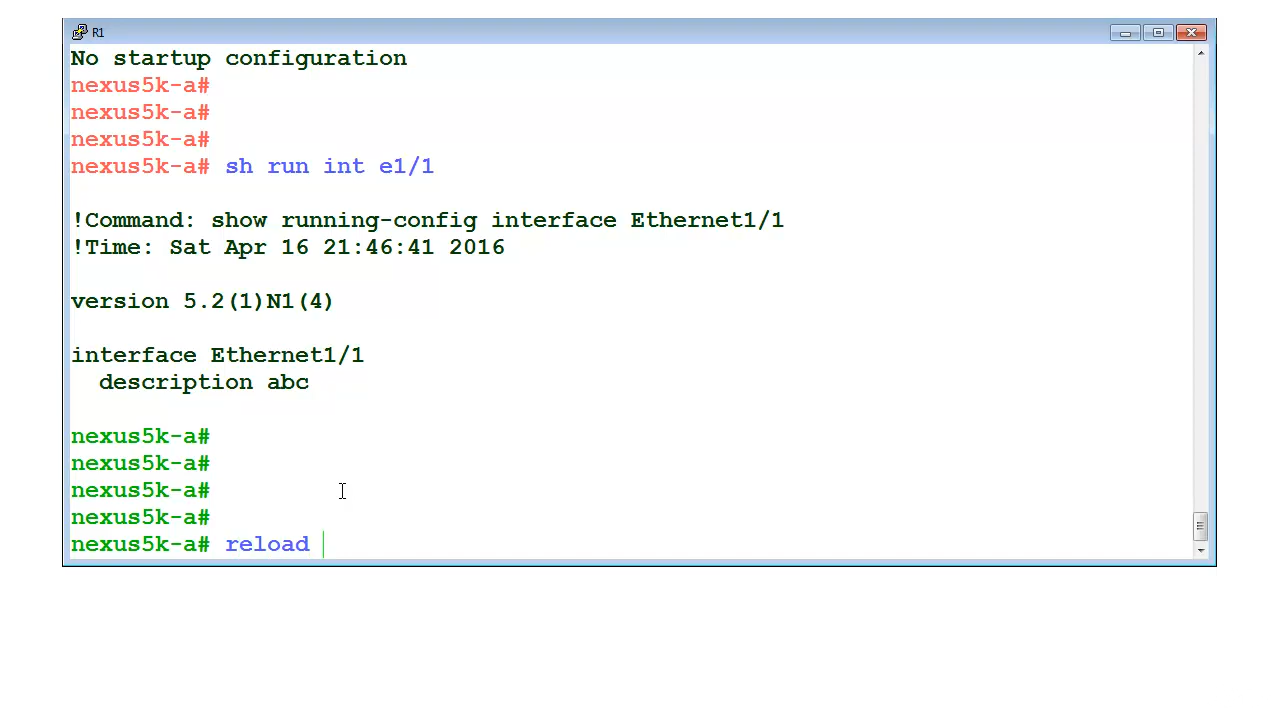 R1
No startup configuration
nexus5k-a#
nexus5k-a#
nexus5k-a#
nexus5k-a# sh run int e1/1
!Command: show running-config interface Ethernet1/1
!Time: Sat Apr 16 21:46:41 2016
version 5.2(1)N1(4)
interface Ethernet1/1
  description abc
nexus5k-a#
nexus5k-a#
nexus5k-a#
nexus5k-a#
nexus5k-a# reload